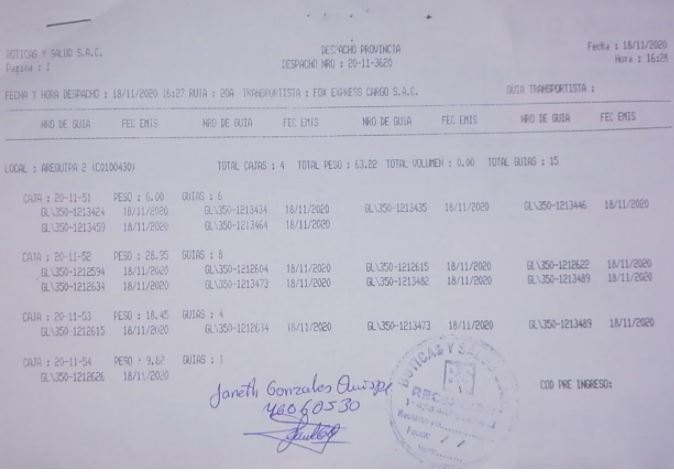 BOTICAS Y SALUD S.A.C. DESPACHO PROVINCIA Fecha : 18/11/2020
Pagina : 1 DESPACHO NRO : 20-11-3620 Hora : 16:28
FECHA Y HORA DESPACHO : 18/11/2020 16:27 RUTA : 20A TRANSPORTISTA : FOX EXPRESS CARGO S.A.C. GUIA TRANSPORTISTA :
NRO DE GUIA FEC EMIS NRO DE GUIA FEC EMIS NRO DE GUIA FEC EMIS NRO DE GUIA FEC EMIS
LOCAL : AREQUIPA 2 (C0100430) TOTAL CAJAS : 4 TOTAL PESO : 63.22 TOTAL VOLUMEN : 0.00 TOTAL GUIAS : 15
CAJA : 20-11-51 PESO : 6.00 GUIAS : 6
GL\350-1213424 18/11/2020 GL\350-1213434 18/11/2020 GL\350-1213435 18/11/2020 GL\350-1213446 18/11/2020
GL\350-1213459 18/11/2020 GL\350-1213464 18/11/2020
CAJA : 20-11-52 PESO : 28.95 GUIAS : 8
GL\350-1212594 18/11/2020 GL\350-1212604 18/11/2020 GL\350-1212615 18/11/2020 GL\350-1212622 18/11/2020
GL\350-1212634 18/11/2020 GL\350-1213473 18/11/2020 GL\350-1213482 18/11/2020 GL\350-1213489 18/11/2020
CAJA : 20-11-53 PESO : 18.45 GUIAS : 4
GL\350-1212615 18/11/2020 GL\350-1212634 18/11/2020 GL\350-1213473 18/11/2020 GL\350-1213489 18/11/2020
CAJA : 20-11-54 PESO : 9.82 GUIAS : 1
GL\350-1212626 18/11/2020
COD PRE INGRESO:
Janeth Gonzales Quispe
46060530
BOTICAS Y SALUD
Fecha: / /